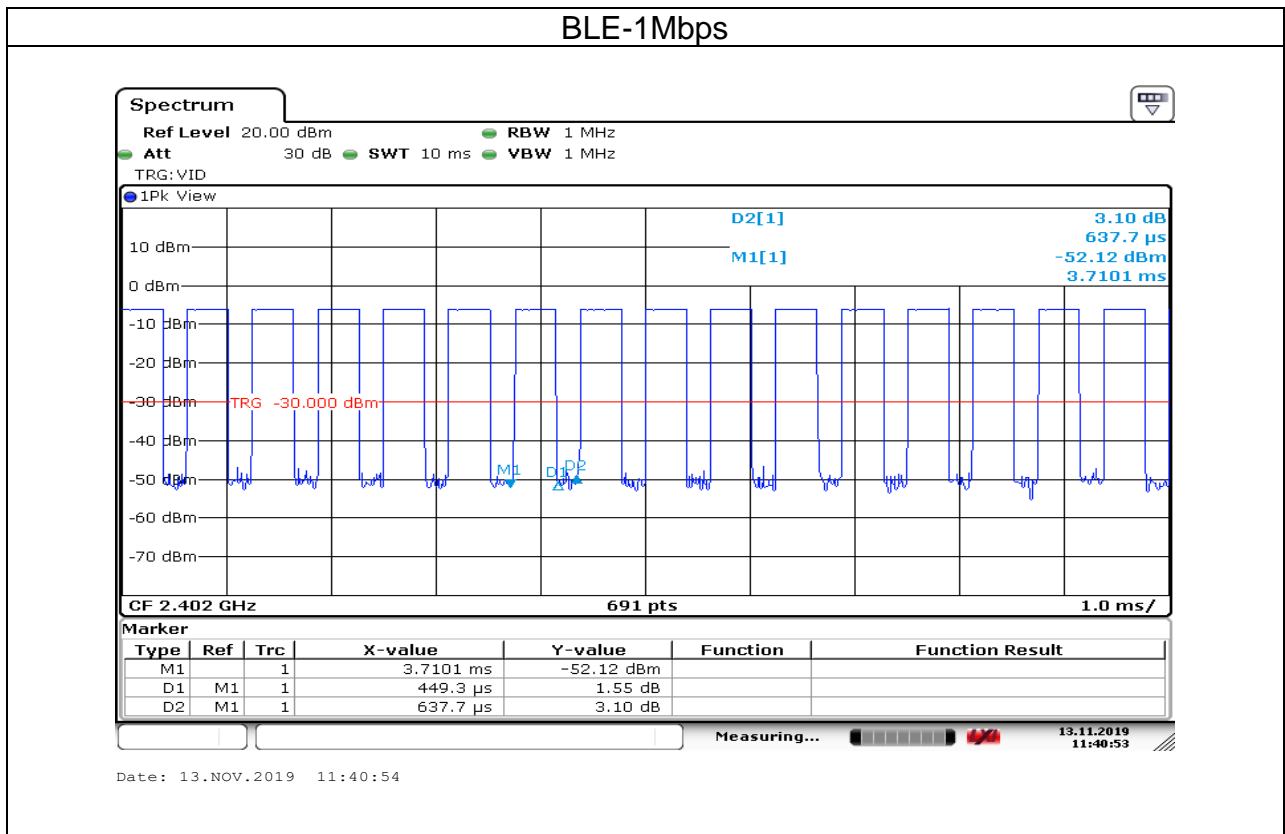 BLE-1Mbps
Spectrum
Ref Level 20.00 dBm RBW 1 MHz
Att 30 dB SWT 10 ms VBW 1 MHz
TRG:VID
1Pk View
D2[1] 3.10 dB
637.7 µs
10 dBm
M1[1] -52.12 dBm
3.7101 ms
0 dBm
-10 dBm
-20 dBm
-30 dBm TRG -30.000 dBm
-40 dBm
M1 D1 D2
-50 dBm
-60 dBm
-70 dBm
CF 2.402 GHz 691 pts 1.0 ms/
Marker
Type Ref Trc X-value Y-value Function Function Result
M1 1 3.7101 ms -52.12 dBm
D1 M1 1 449.3 µs 1.55 dB
D2 M1 1 637.7 µs 3.10 dB
Measuring... LXI 13.11.2019
11:40:53
Date: 13.NOV.2019 11:40:54